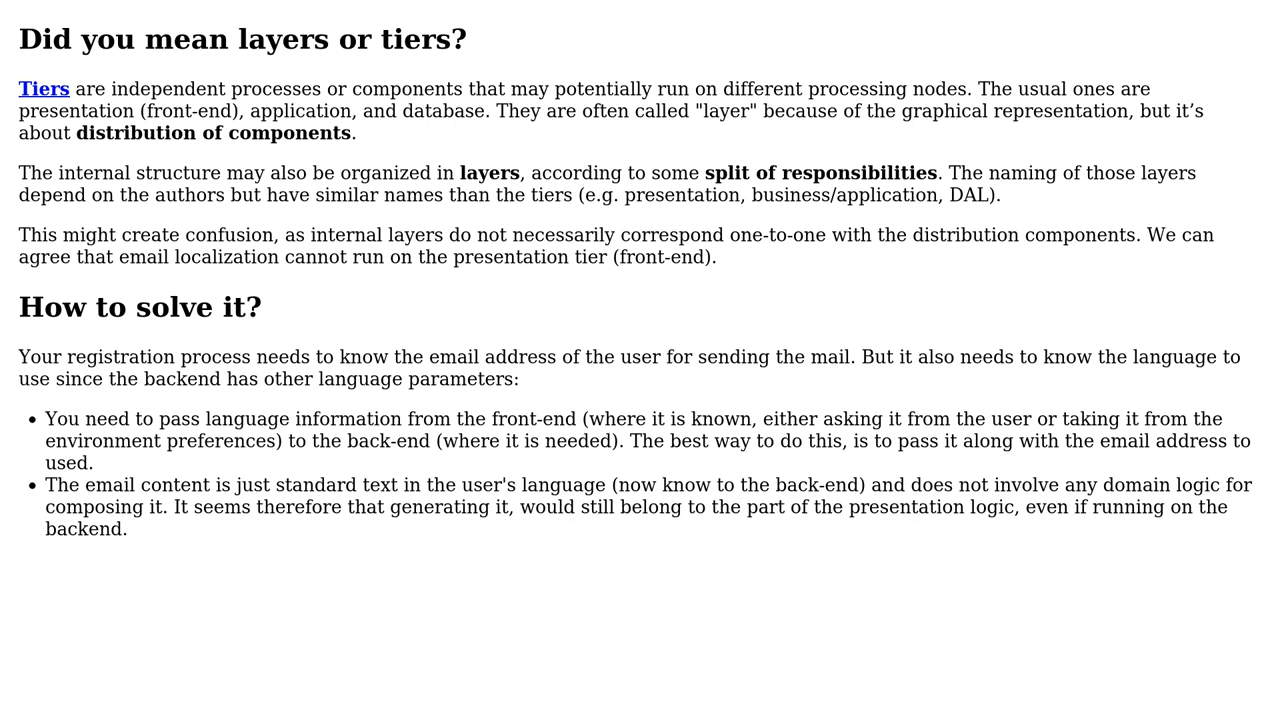 Did you mean layers or tiers?
Tiers are independent processes or components that may potentially run on different processing nodes. The usual ones are
presentation (front-end), application, and database. They are often called "layer" because of the graphical representation, but it’s
about distribution of components.
The internal structure may also be organized in layers, according to some split of responsibilities. The naming of those layers
depend on the authors but have similar names than the tiers (e.g. presentation, business/application, DAL).
This might create confusion, as internal layers do not necessarily correspond one-to-one with the distribution components. We can
agree that email localization cannot run on the presentation tier (front-end).
How to solve it?
Your registration process needs to know the email address of the user for sending the mail. But it also needs to know the language to
use since the backend has other language parameters:
• You need to pass language information from the front-end (where it is known, either asking it from the user or taking it from the
environment preferences) to the back-end (where it is needed). The best way to do this, is to pass it along with the email address to
used.
• The email content is just standard text in the user's language (now know to the back-end) and does not involve any domain logic for
composing it. It seems therefore that generating it, would still belong to the part of the presentation logic, even if running on the
backend.